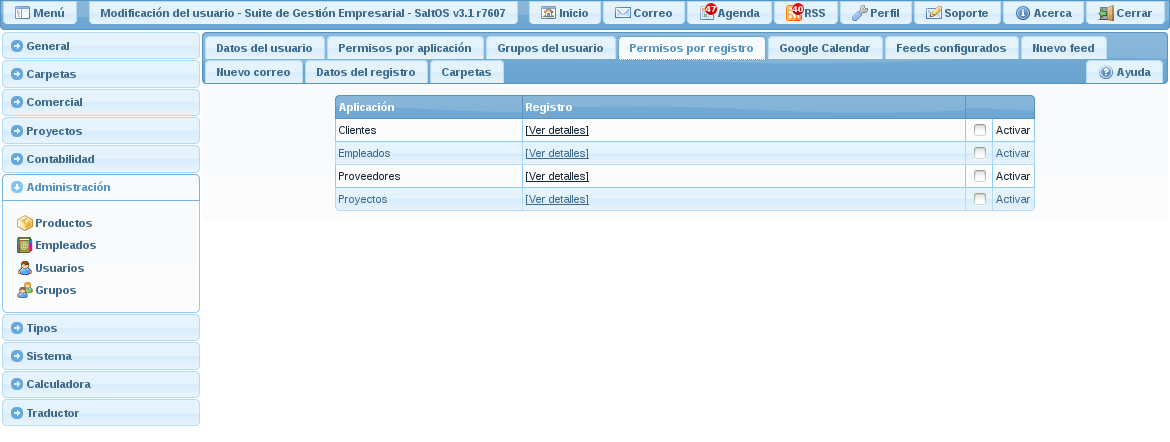 Menú Modificación del usuario - Suite de Gestión Empresarial - SaltOS v3.1 r7607 Inicio Correo 47 Agenda 40 RSS Perfil Soporte Acerca Cerrar
General
Carpetas
Comercial
Proyectos
Contabilidad
Administración
Productos
Empleados
Usuarios
Grupos
Tipos
Sistema
Calculadora
Traductor
Datos del usuario Permisos por aplicación Grupos del usuario Permisos por registro Google Calendar Feeds configurados Nuevo feed
Nuevo correo Datos del registro Carpetas Ayuda
Aplicación Registro
Clientes [Ver detalles] Activar
Empleados [Ver detalles] Activar
Proveedores [Ver detalles] Activar
Proyectos [Ver detalles] Activar